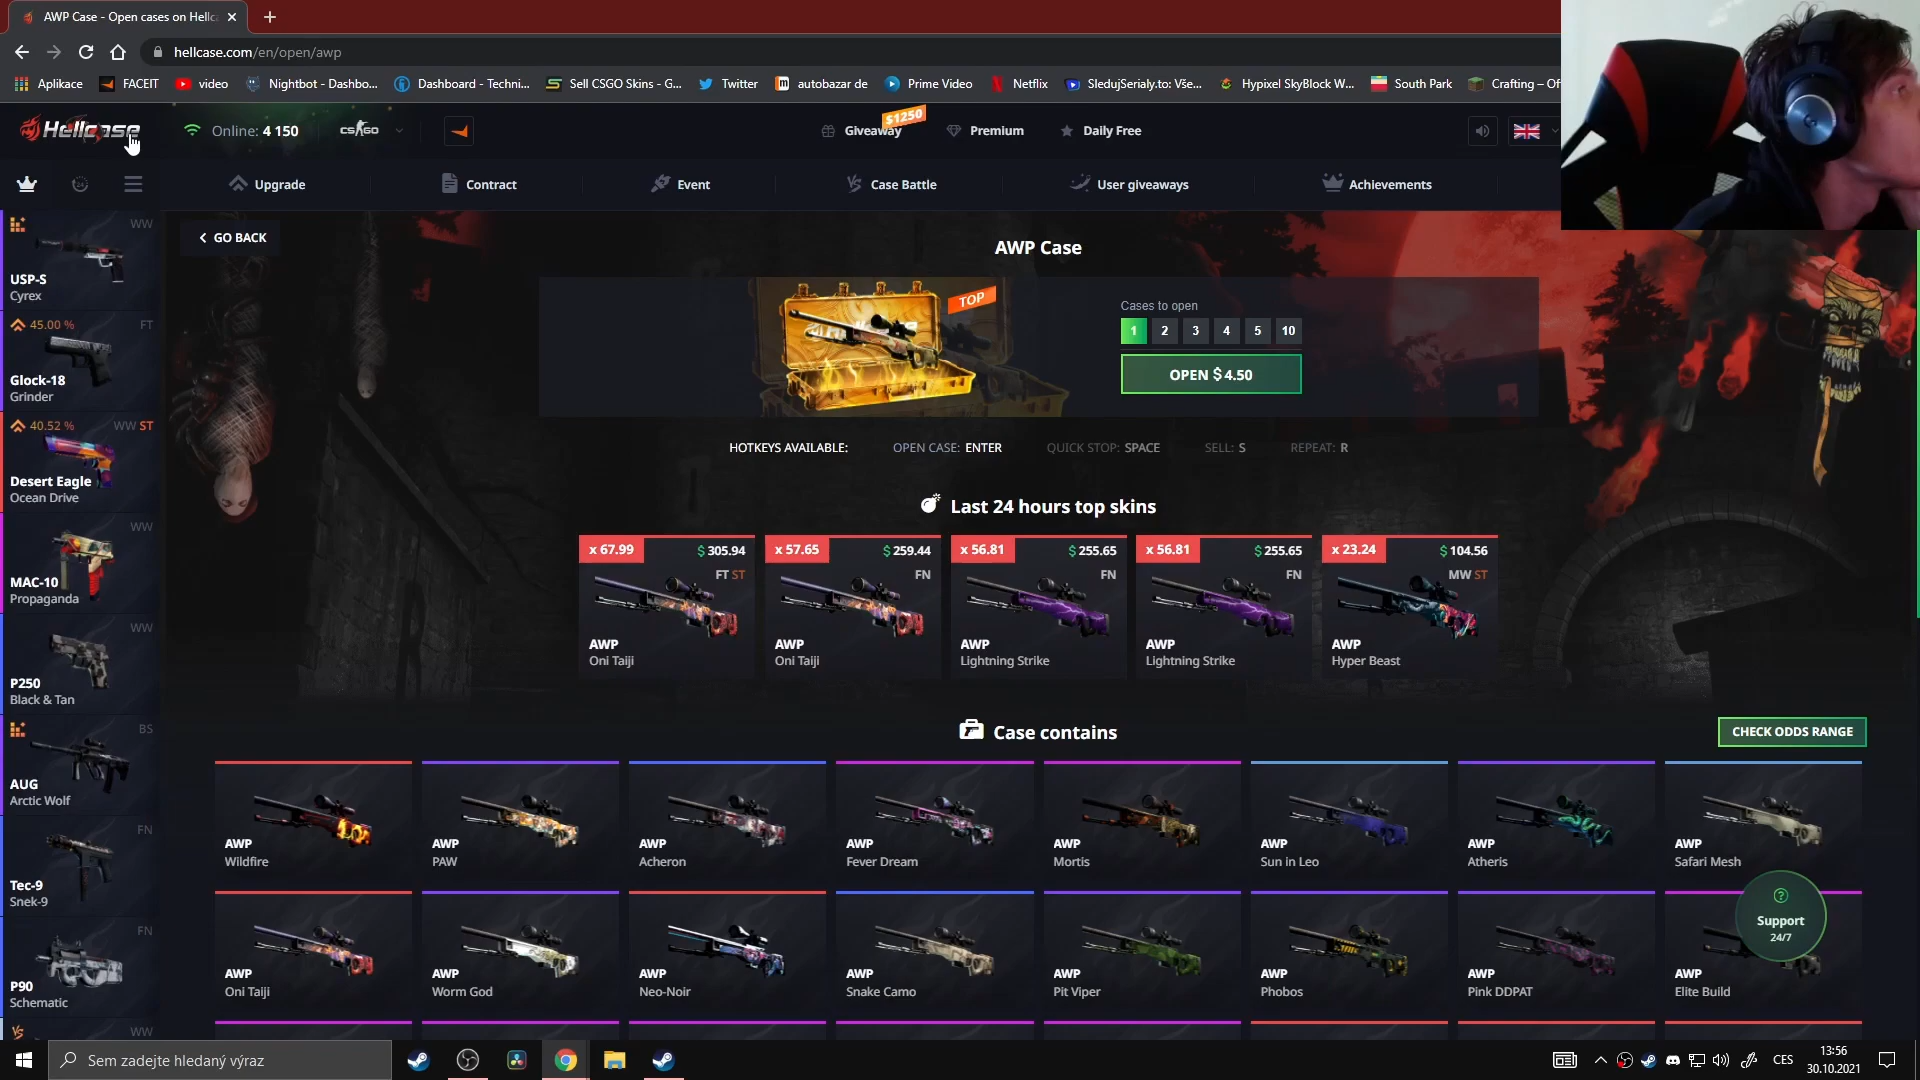 AWP Case - Open cases on Hellca
hellcase.com/en/open/awp
Aplikace
FACEIT
video
Nightbot - Dashbo...
Dashboard - Techni...
Sell CSGO Skins - G...
Twitter
autobazar de
Prime Video
Netflix
SledujSerialy.to: Vše...
Hypixel SkyBlock W...
South Park
Crafting – Of
Hellcase
Online: 4 150
CS:GO
Giveaway
$1250
Premium
Daily Free
Upgrade
Contract
Event
Case Battle
User giveaways
Achievements
WW
USP-S
Cyrex
45.00 %
FT
Glock-18
Grinder
40.52 %
WW ST
Desert Eagle
Ocean Drive
WW
MAC-10
Propaganda
WW
P250
Black & Tan
BS
AUG
Arctic Wolf
FN
Tec-9
Snek-9
FN
P90
Schematic
WW
GO BACK
AWP Case
TOP
Cases to open
1 2 3 4 5 10
OPEN $ 4.50
HOTKEYS AVAILABLE: OPEN CASE: ENTER QUICK STOP: SPACE SELL: S REPEAT: R
Last 24 hours top skins
x 67.99 $ 305.94
FT ST
AWP
Oni Taiji
x 57.65 $ 259.44
FN
AWP
Oni Taiji
x 56.81 $ 255.65
FN
AWP
Lightning Strike
x 56.81 $ 255.65
FN
AWP
Lightning Strike
x 23.24 $ 104.56
MW ST
AWP
Hyper Beast
Case contains
CHECK ODDS RANGE
AWP
Wildfire
AWP
PAW
AWP
Acheron
AWP
Fever Dream
AWP
Mortis
AWP
Sun in Leo
AWP
Atheris
AWP
Safari Mesh
AWP
Oni Taiji
AWP
Worm God
AWP
Neo-Noir
AWP
Snake Camo
AWP
Pit Viper
AWP
Phobos
AWP
Pink DDPAT
AWP
Elite Build
Support
24/7
Sem zadejte hledaný výraz
CES
13:56
30.10.2021